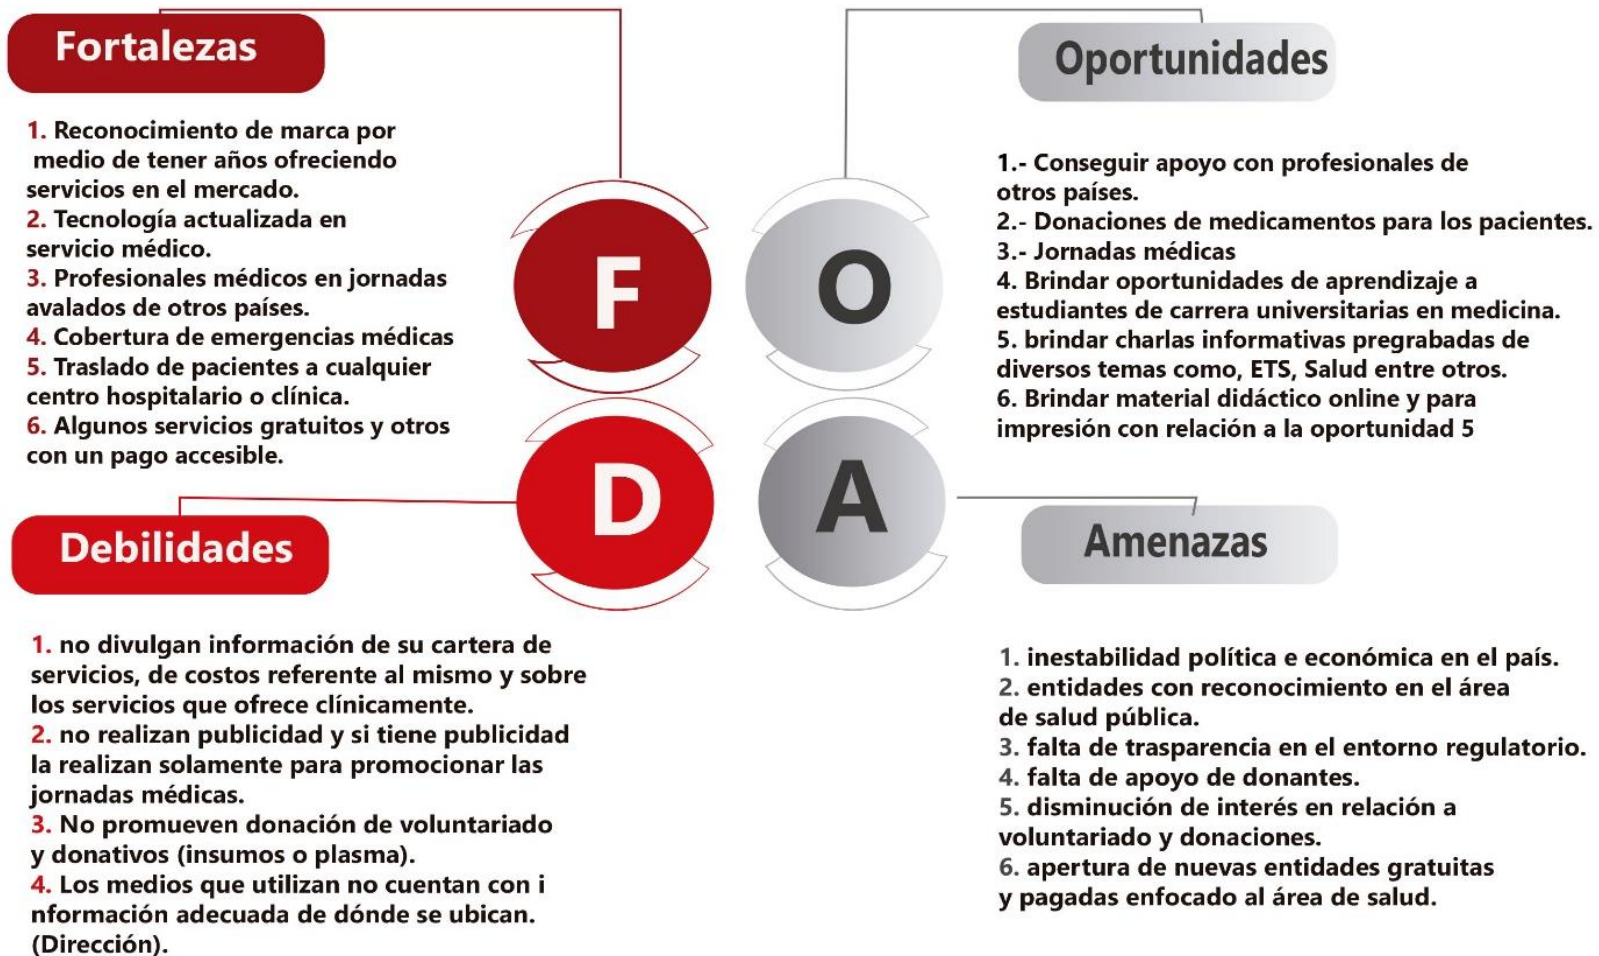 Fortalezas
1. Reconocimiento de marca por
medio de tener años ofreciendo
servicios en el mercado.
2. Tecnología actualizada en
servicio médico.
3. Profesionales médicos en jornadas
avalados de otros países.
4. Cobertura de emergencias médicas
5. Traslado de pacientes a cualquier
centro hospitalario o clínica.
6. Algunos servicios gratuitos y otros
con un pago accesible.
F
O
D
A
Oportunidades
1.- Conseguir apoyo con profesionales de
otros países.
2.- Donaciones de medicamentos para los pacientes.
3.- Jornadas médicas
4. Brindar oportunidades de aprendizaje a
estudiantes de carrera universitarias en medicina.
5. brindar charlas informativas pregrabadas de
diversos temas como, ETS, Salud entre otros.
6. Brindar material didáctico online y para
impresión con relación a la oportunidad 5
Debilidades
1. no divulgan información de su cartera de
servicios, de costos referente al mismo y sobre
los servicios que ofrece clínicamente.
2. no realizan publicidad y si tiene publicidad
la realizan solamente para promocionar las
jornadas médicas.
3. No promueven donación de voluntariado
y donativos (insumos o plasma).
4. Los medios que utilizan no cuentan con i
nformación adecuada de dónde se ubican.
(Dirección).
Amenazas
1. inestabilidad política e económica en el país.
2. entidades con reconocimiento en el área
de salud pública.
3. falta de trasparencia en el entorno regulatorio.
4. falta de apoyo de donantes.
5. disminución de interés en relación a
voluntariado y donaciones.
6. apertura de nuevas entidades gratuitas
y pagadas enfocado al área de salud.